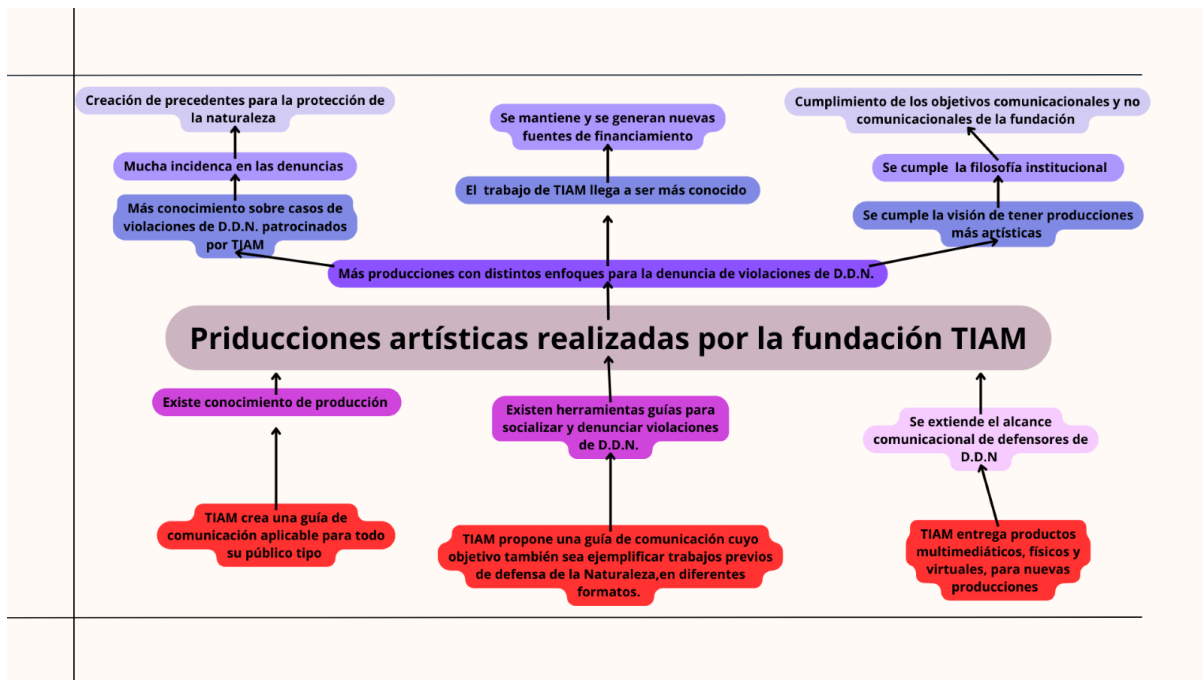 Creación de precedentes para la protección de
la naturaleza
Mucha incidenca en las denuncias
Más conocimiento sobre casos de
violaciones de D.D.N. patrocinados
por TIAM
Se mantiene y se generan nuevas
fuentes de financiamiento
El trabajo de TIAM llega a ser más conocido
Cumplimiento de los objetivos comunicacionales y no
comunicacionales de la fundación
Se cumple la filosofía institucional
Se cumple la visión de tener producciones
más artísticas
Más producciones con distintos enfoques para la denuncia de violaciones de D.D.N.
Priducciones artísticas realizadas por la fundación TIAM
Existe conocimiento de producción
Existen herramientas guías para
socializar y denunciar violaciones
de D.D.N.
Se extiende el alcance
comunicacional de defensores de
D.D.N
TIAM crea una guía de
comunicación aplicable para todo
su público tipo
TIAM propone una guía de comunicación cuyo
objetivo también sea ejemplificar trabajos previos
de defensa de la Naturaleza,en diferentes
formatos.
TIAM entrega productos
multimediáticos, físicos y
virtuales, para nuevas
producciones